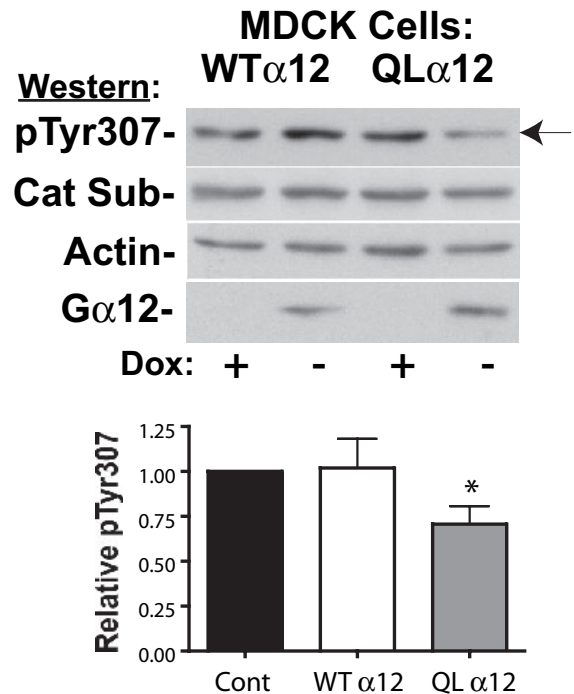 MDCK Cells:
WTα12 QLα12
Western:
pTyr307-
Cat Sub-
Actin-
Gα12-
Dox: + - + -
Relative pTyr307
1.25
1.00
0.75
0.50
0.25
0.00
*
Cont WT α12 QL α12